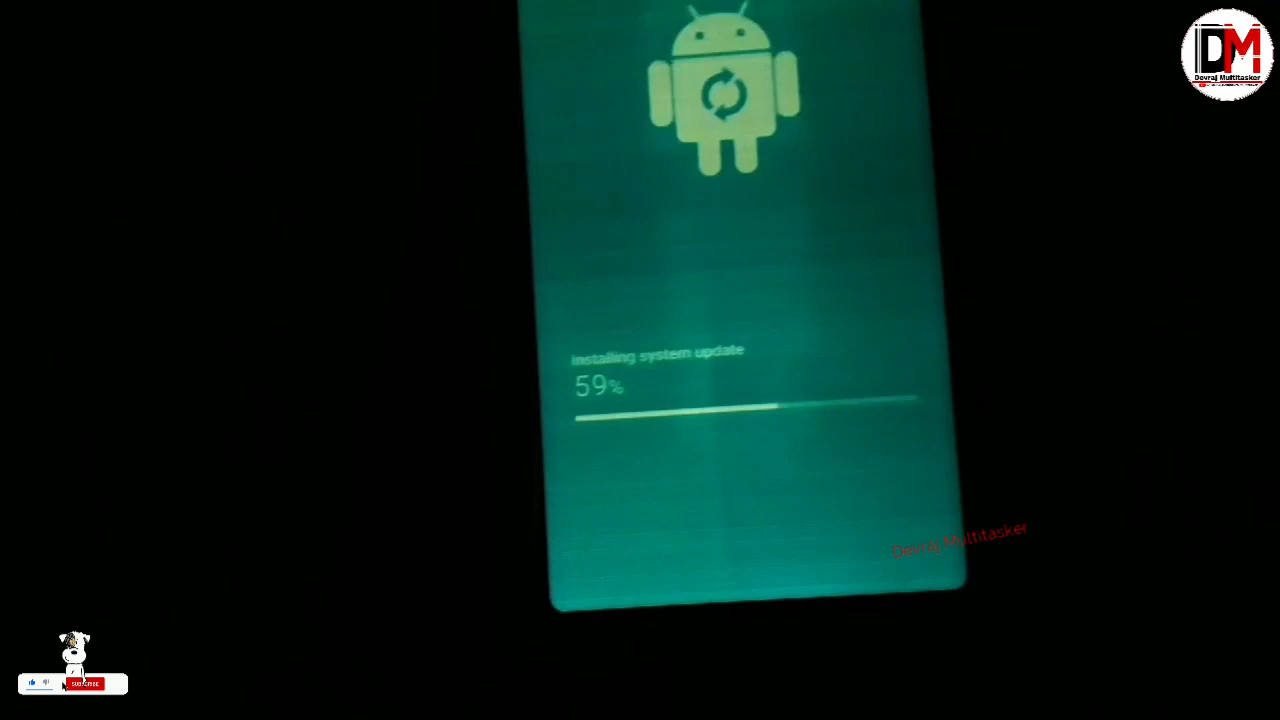 DM
Devraj Multitasker
Installing system update
59%
Devraj Multitasker
SUBSCRIBE